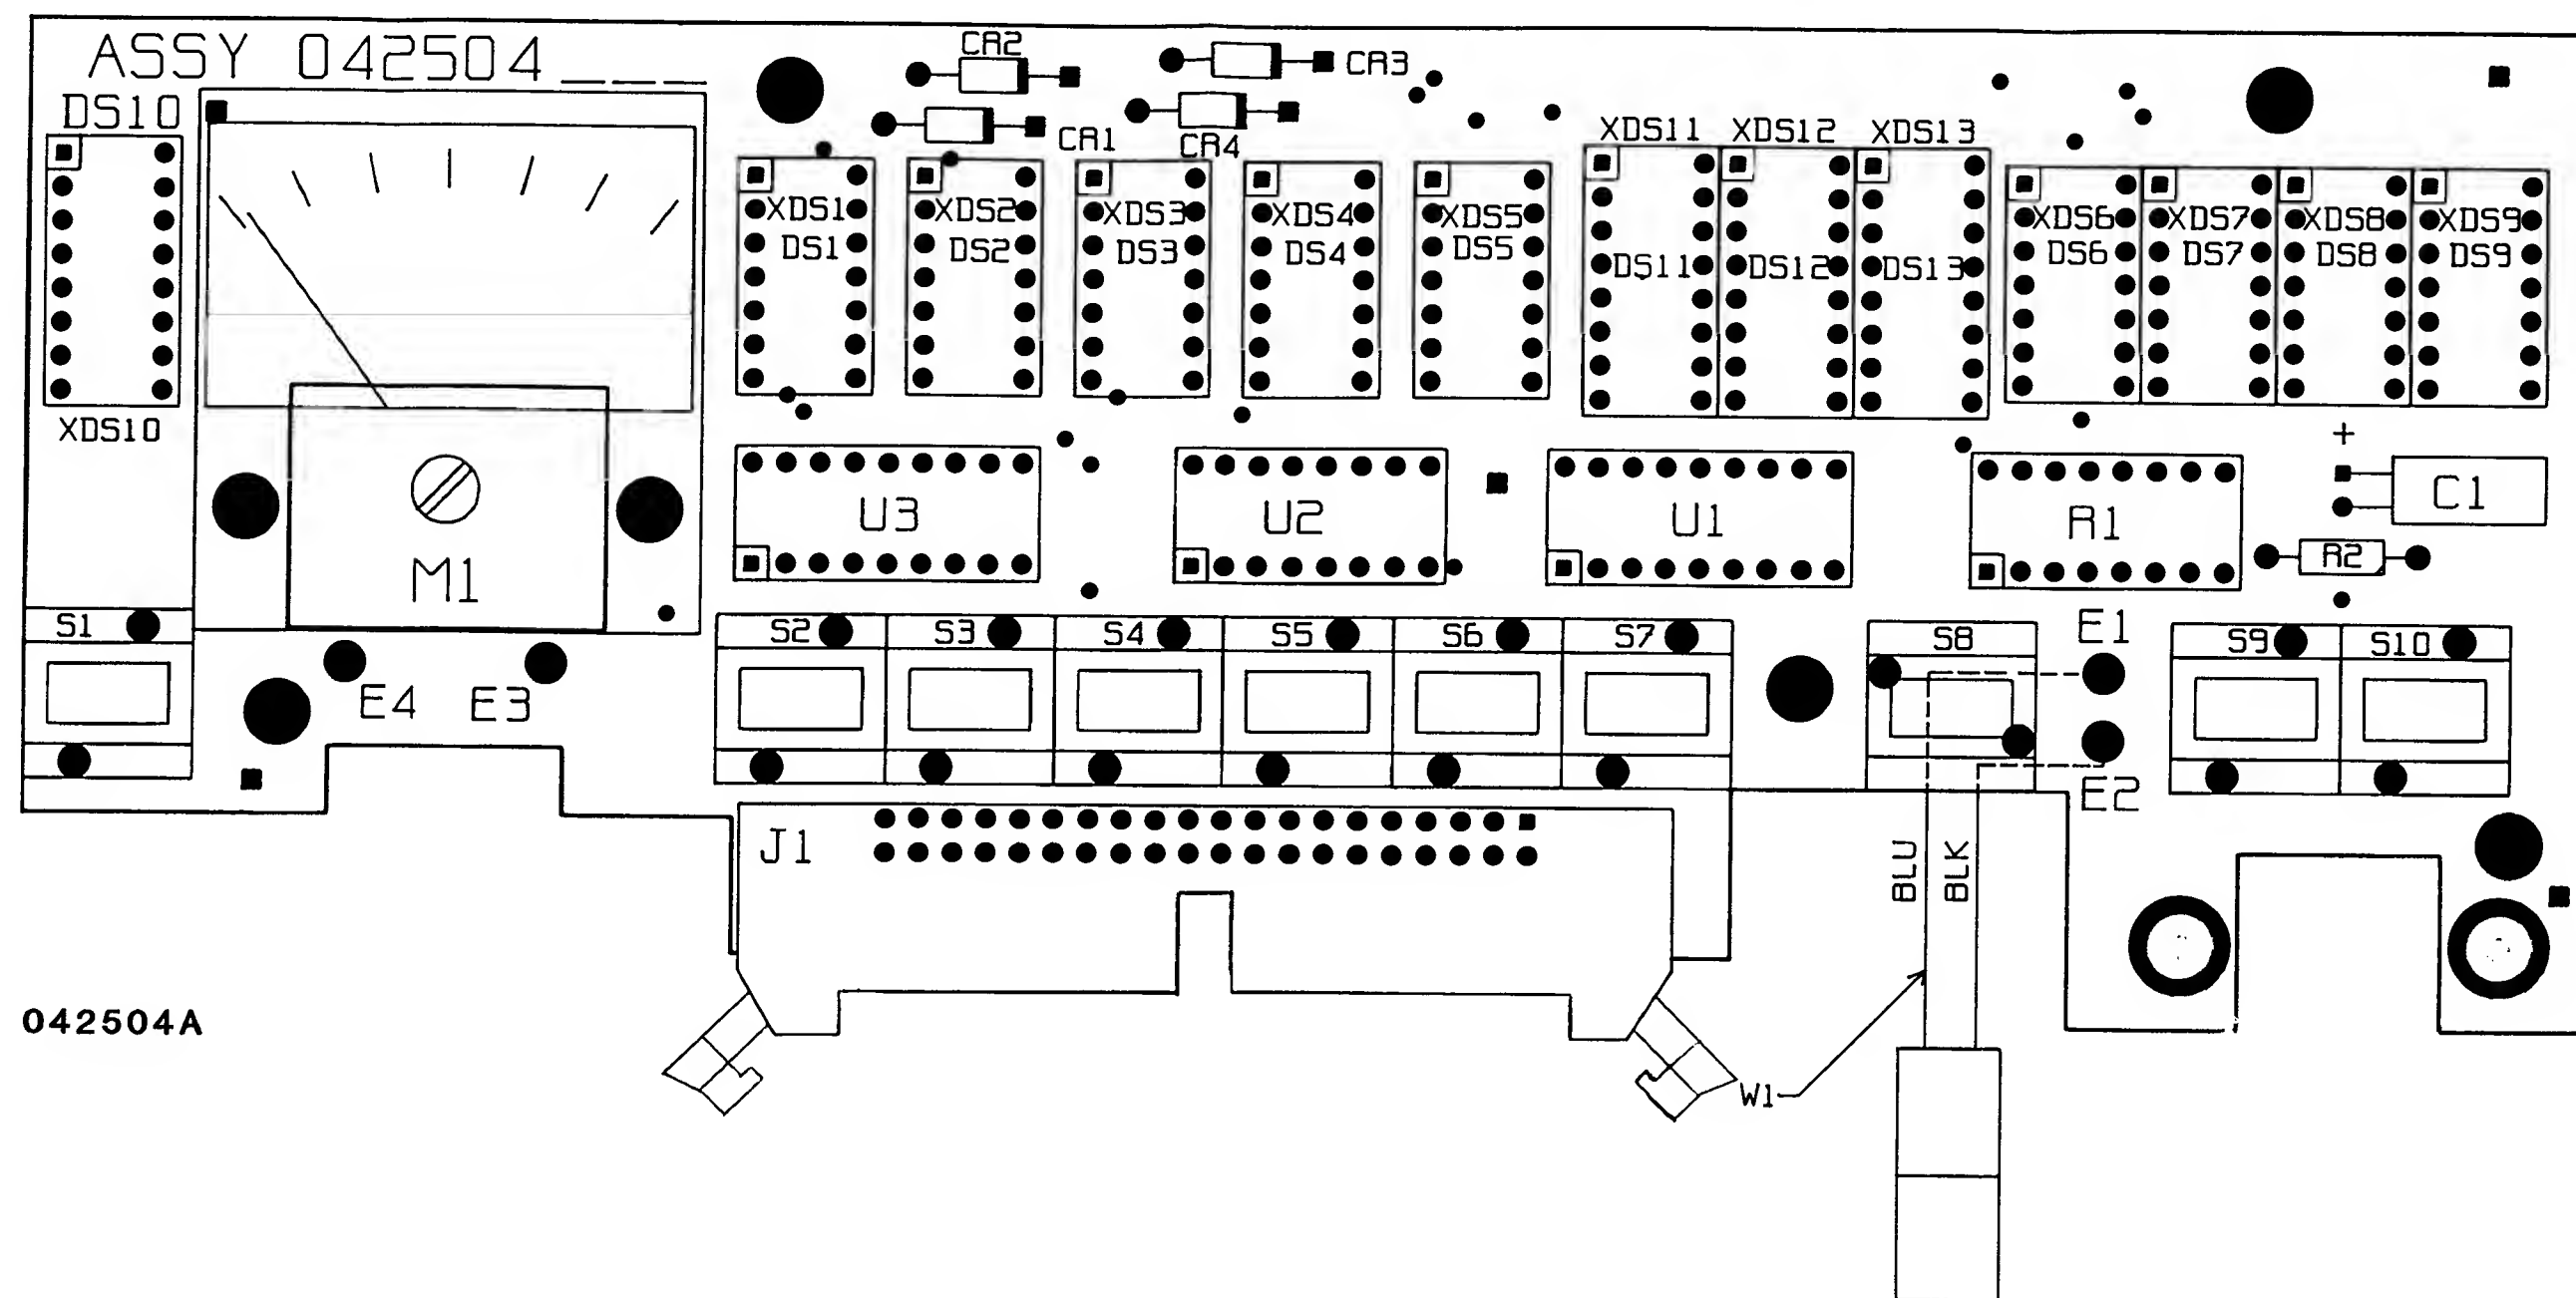 ASSY 042504___
CR2
CR3
DS10
CR1
CR4
XDS11 XDS12 XDS13
XDS1 XDS2 XDS3 XDS4 XDS5 XDS6 XDS7 XDS8 XDS9
DS1 DS2 DS3 DS4 DS5 DS11 DS12 DS13 DS6 DS7 DS8 DS9
XDS10
+
U3 U2 U1 R1 C1
R2
M1
S1 S2 S3 S4 S5 S6 S7 S8 E1 S9 S10
E4 E3
E2
J1
BLU
BLK
042504A
W1